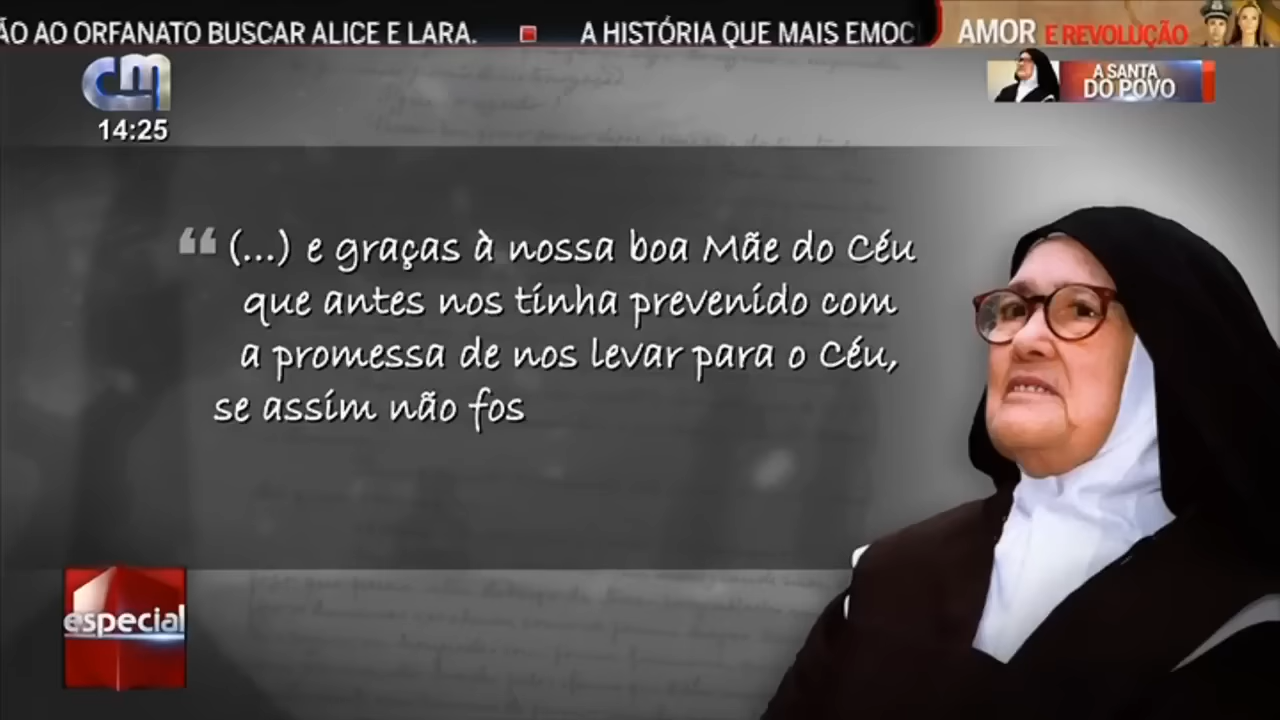 ÃO AO ORFANATO BUSCAR ALICE E LARA. A HISTÓRIA QUE MAIS EMOC
AMOR E REVOLUÇÃO
CM
14:25
A SANTA
DO POVO
“ (...) e graças à nossa boa Mãe do Céu
que antes nos tinha prevenido com
a promessa de nos levar para o Céu,
se assim não fos
especial